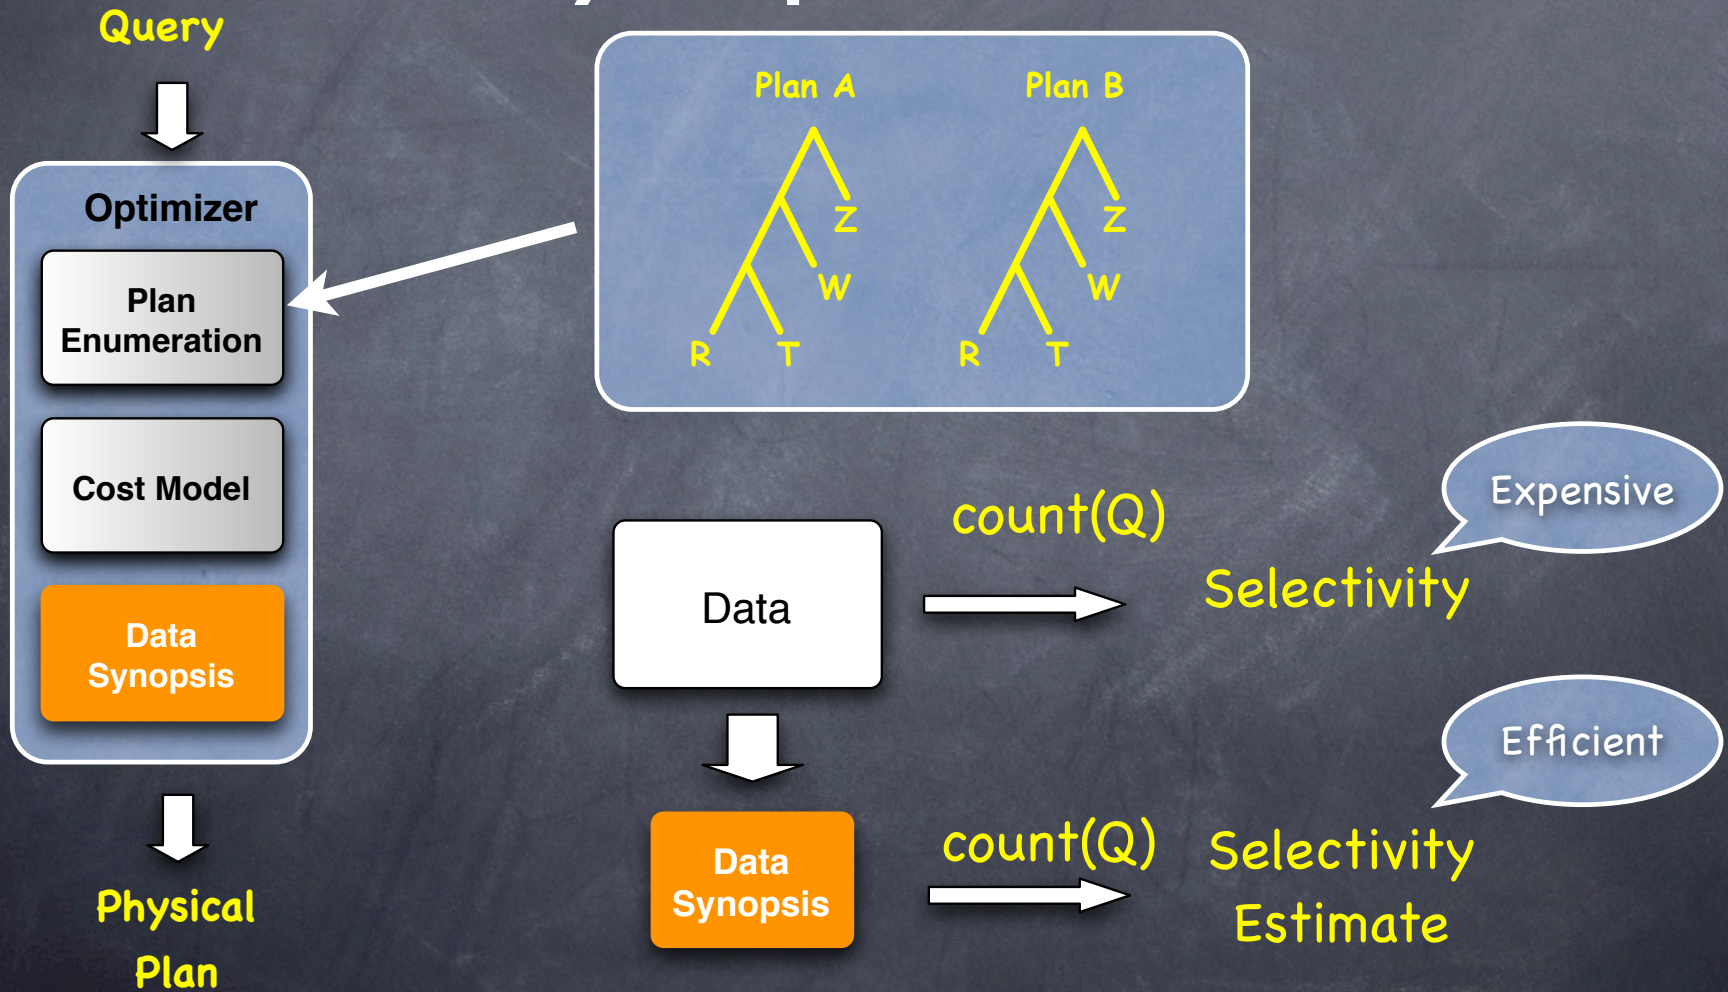 Query
Optimizer
Plan
Enumeration
Cost Model
Data
Synopsis
Physical
Plan
Plan A
Plan B
Z
W
R
T
Z
W
R
T
Data
count(Q)
Selectivity
Expensive
Data
Synopsis
count(Q)
Selectivity
Estimate
Efficient